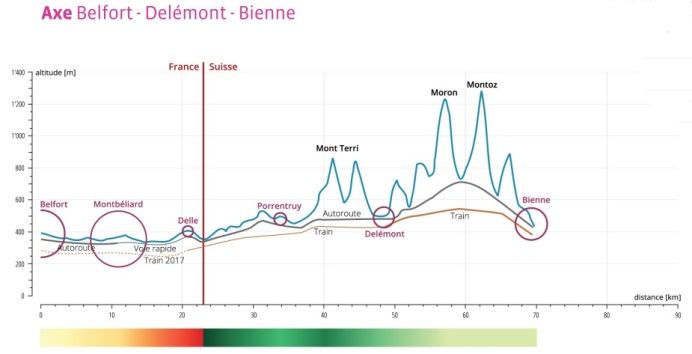 Axe Belfort - Delémont - Bienne
France Suisse
1'400 altitude [m]
1'200
1'000
800
600
400
200
0
Moron
Montoz
Mont Terri
Belfort
Montbéliard
Delle
Porrentruy
Autoroute
Delémont
Bienne
Train
Train
Autoroute
Voie rapide
Train 2017
distance [km]
0 10 20 30 40 50 60 70 80 90